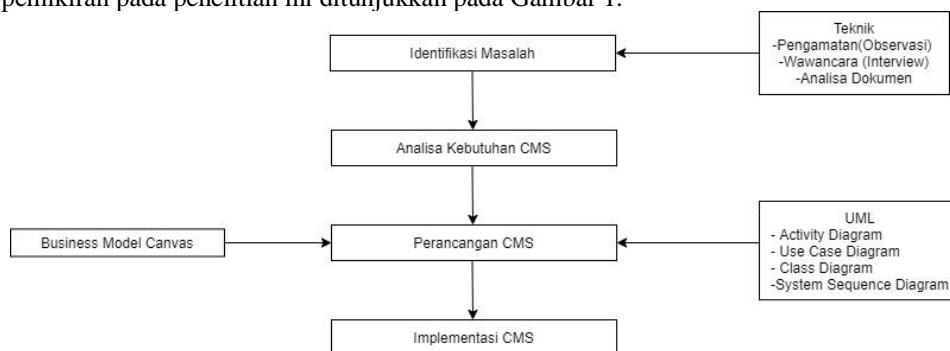 pemikiran pada penelitian ini ditunjukkan pada Gambar 1.
Teknik
-Pengamatan(Observasi)
-Wawancara (Interview)
-Analisa Dokumen
Identifikasi Masalah
Analisa Kebutuhan CMS
Business Model Canvas
Perancangan CMS
UML
- Activity Diagram
- Use Case Diagram
- Class Diagram
-System Sequence Diagram
Implementasi CMS